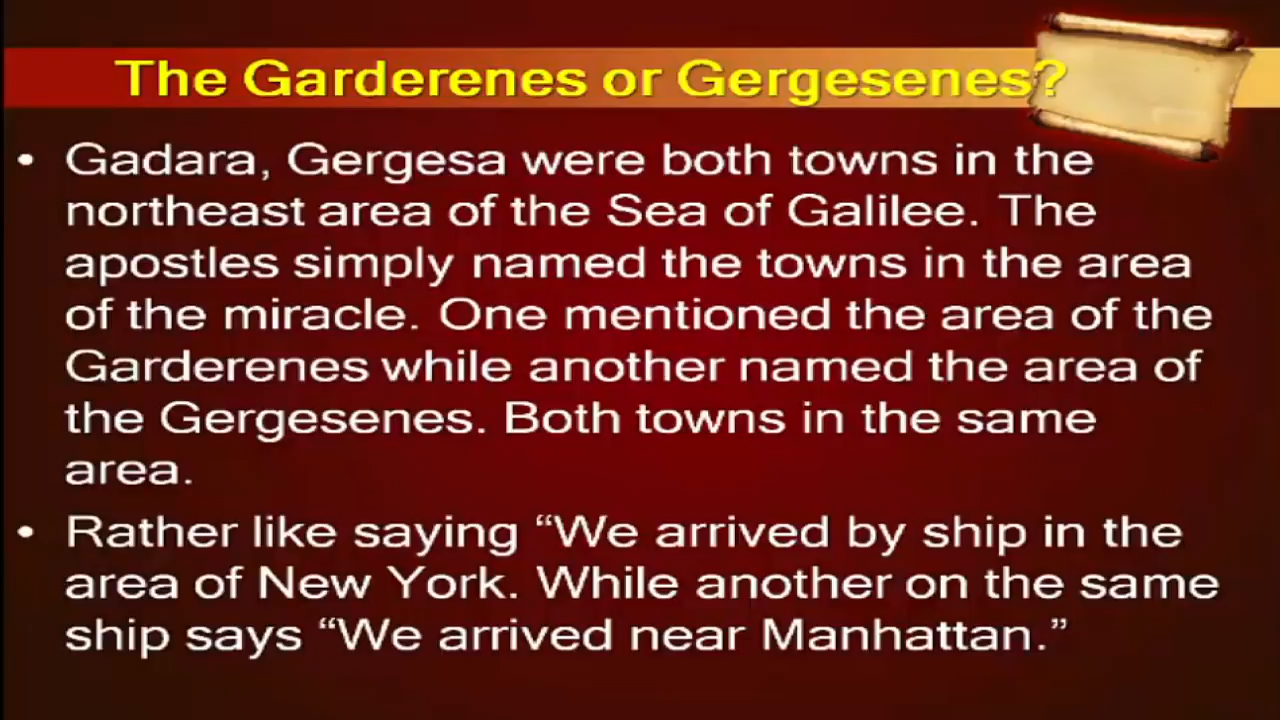 The Garderenes or Gergesenes?
• Gadara, Gergesa were both towns in the
northeast area of the Sea of Galilee. The
apostles simply named the towns in the area
of the miracle. One mentioned the area of the
Garderenes while another named the area of
the Gergesenes. Both towns in the same
area.
• Rather like saying “We arrived by ship in the
area of New York. While another on the same
ship says “We arrived near Manhattan.”